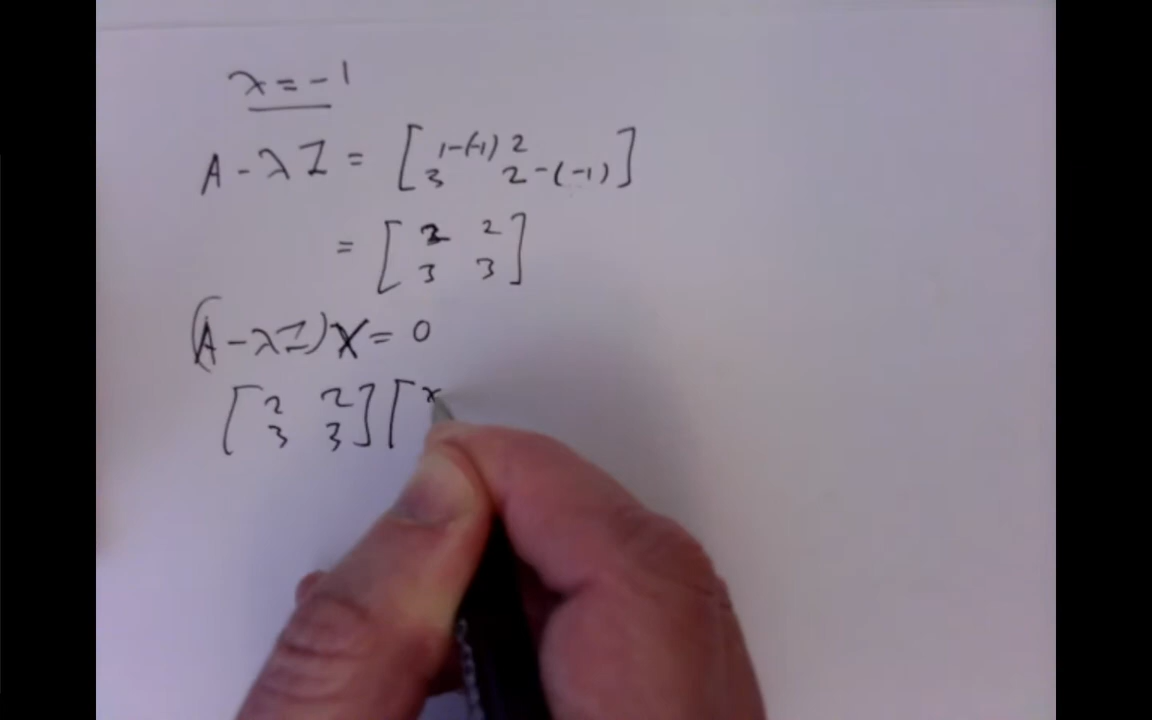 λ = -1
A - λI = [ 1-(-1) 2
3 2-(-1) ]
= [ 2 2
3 3 ]
(A - λI)X = 0
[ 2 2 ] [ x
3 3